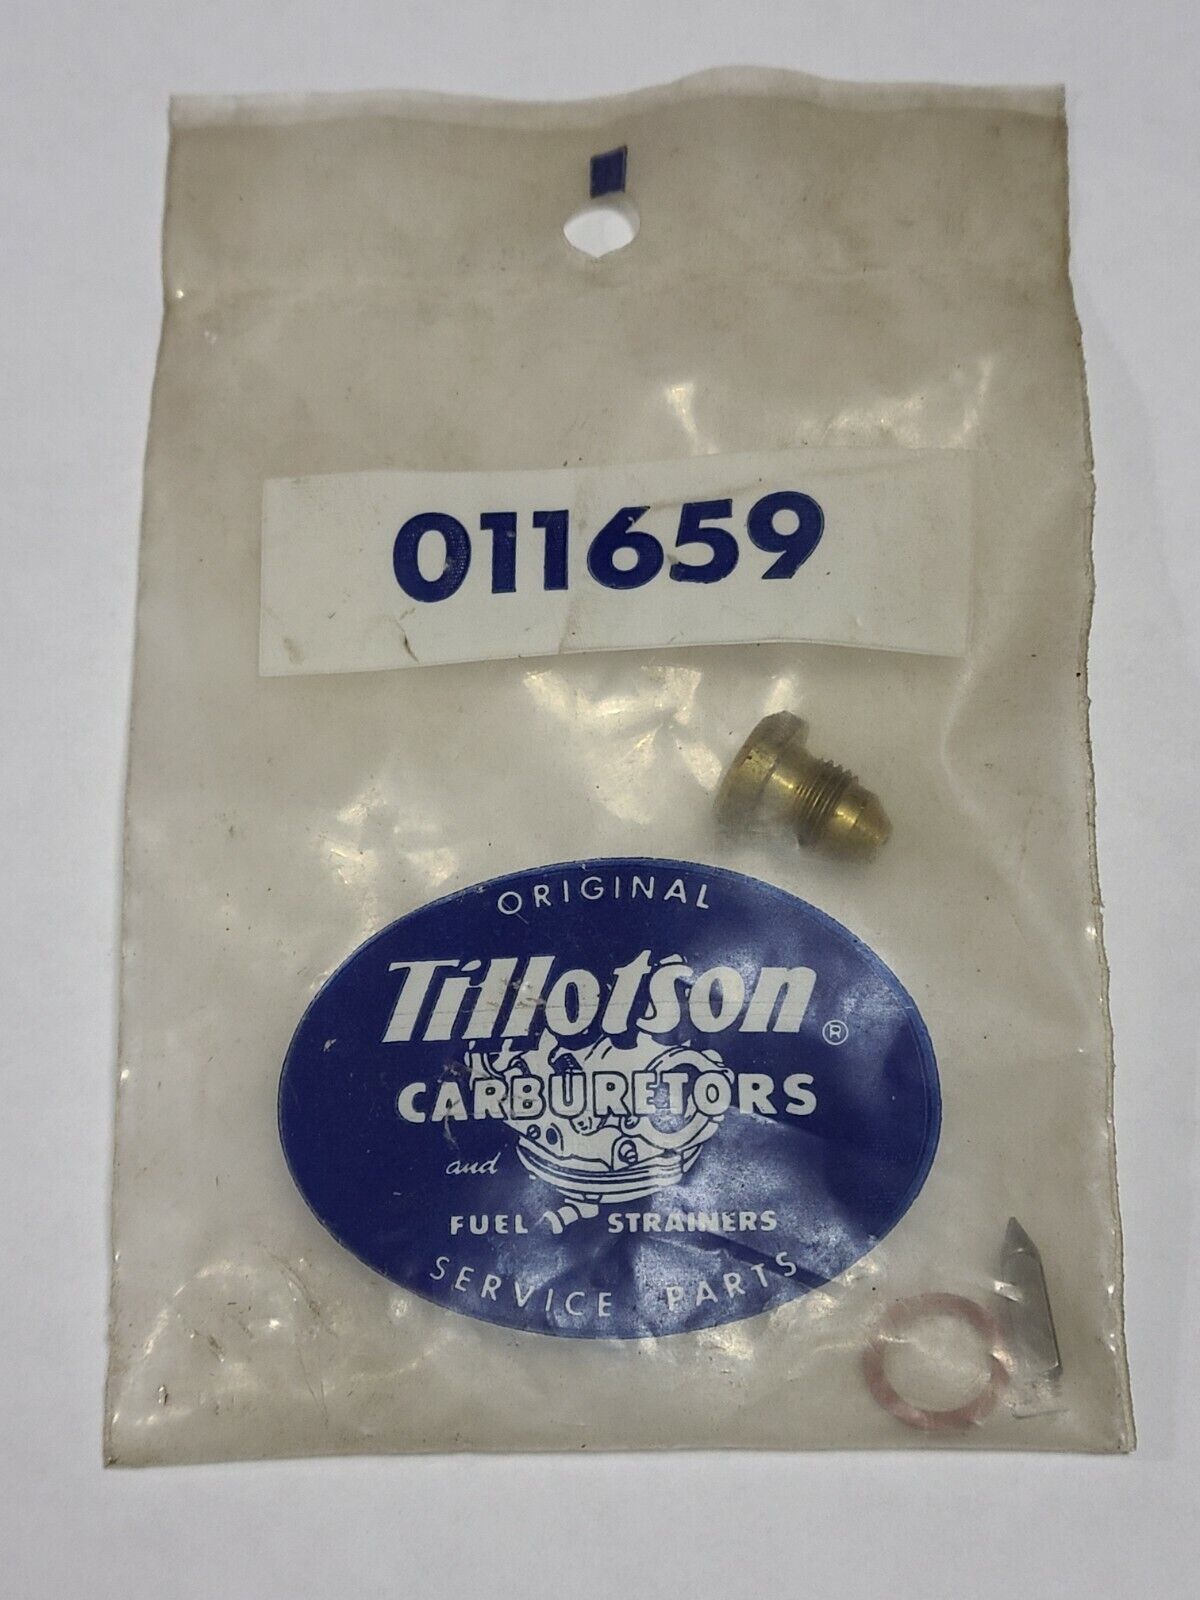 011659
ORIGINAL
Tillotson ®
CARBURETORS
and
FUEL STRAINERS
SERVICE PARTS